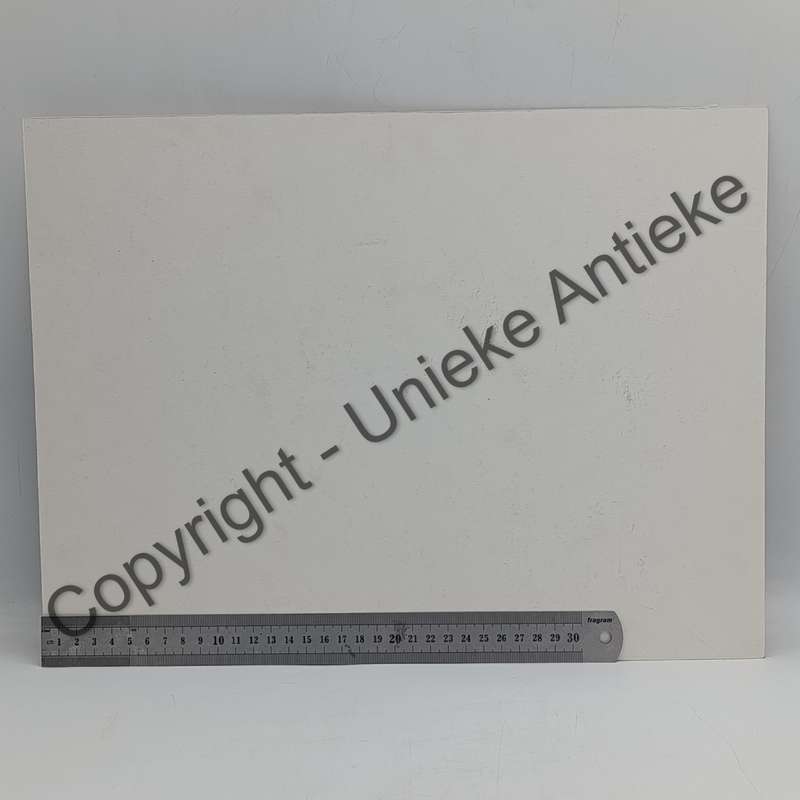 Copyright - Unieke Antieke
fragram
cm 1 2 3 4 5 6 7 8 9 10 11 12 13 14 15 16 17 18 19 20 21 22 23 24 25 26 27 28 29 30